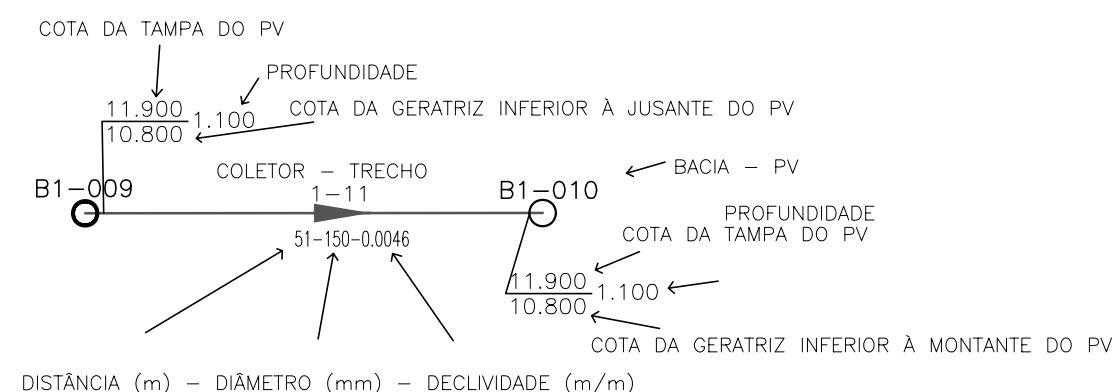 COTA DA TAMPA DO PV
PROFUNDIDADE
11.900
1.100
COTA DA GERATRIZ INFERIOR À JUSANTE DO PV
10.800
COLETOR – TRECHO
BACIA – PV
B1–009
1–11
B1–010
PROFUNDIDADE
COTA DA TAMPA DO PV
51-150-0.0046
11.900
1.100
10.800
COTA DA GERATRIZ INFERIOR À MONTANTE DO PV
DISTÂNCIA (m) – DIÂMETRO (mm) – DECLIVIDADE (m/m)